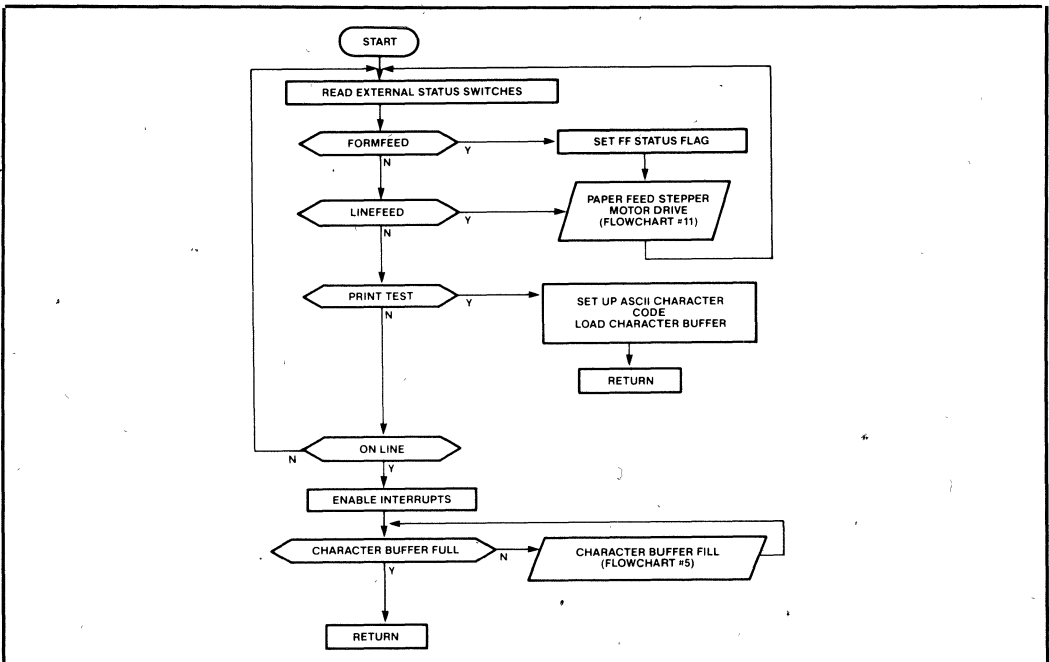 START
READ EXTERNAL STATUS SWITCHES
FORMFEED
Y
SET FF STATUS FLAG
N
LINEFEED
Y
PAPER FEED STEPPER
MOTOR DRIVE
(FLOWCHART #11)
N
PRINT TEST
Y
SET UP ASCII CHARACTER
CODE
LOAD CHARACTER BUFFER
N
RETURN
ON LINE
N
Y
ENABLE INTERRUPTS
CHARACTER BUFFER FULL
N
CHARACTER BUFFER FILL
(FLOWCHART #5)
Y
RETURN